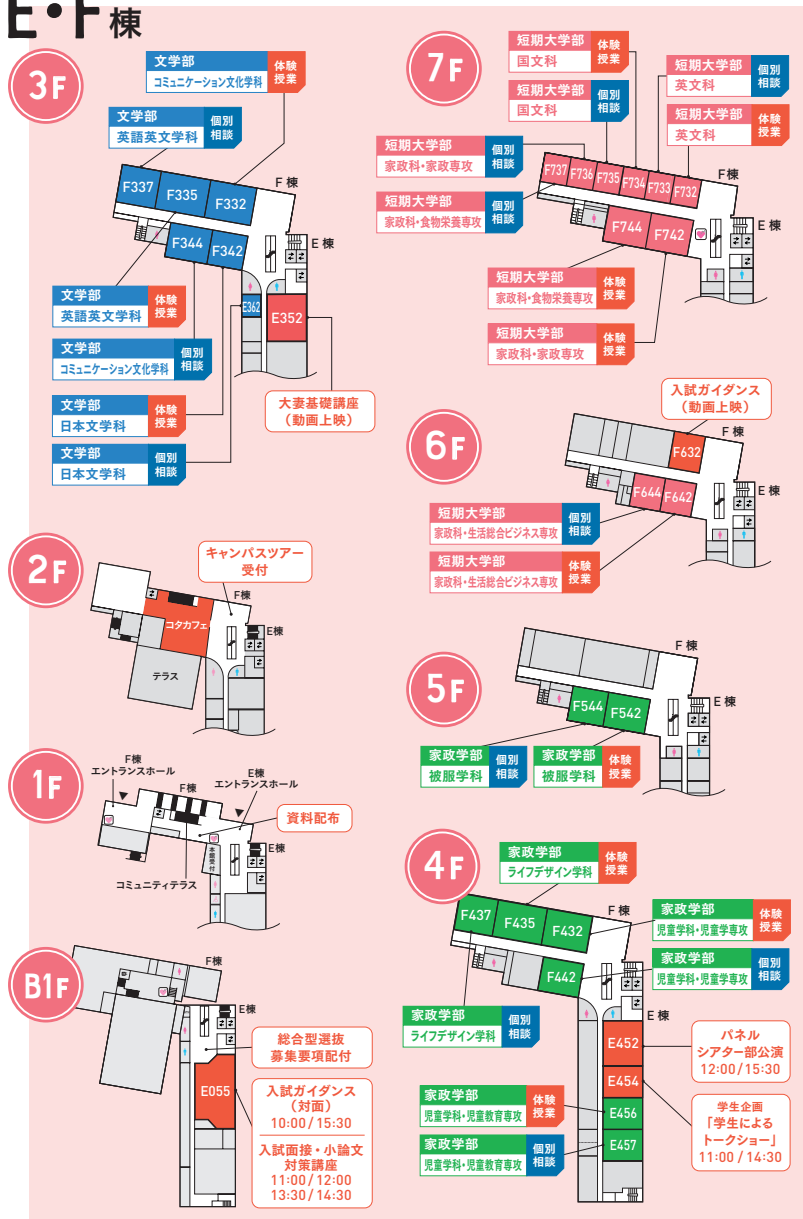 E・F棟
3F
文学部
コミュニケーション文化学科
体験
授業
文学部
英語英文学科
個別
相談
F337
F335
F332
F棟
F344
F342
E棟
E362
E352
文学部
英語英文学科
体験
授業
文学部
コミュニケーション文化学科
個別
相談
文学部
日本文学科
体験
授業
文学部
日本文学科
個別
相談
大妻基礎講座
（動画上映）
2F
キャンパスツアー
受付
F棟
E棟
コタカフェ
テラス
1F
F棟
エントランスホール
F棟
E棟
エントランスホール
資料配布
E棟
本館受付
コミュニティテラス
B1F
F棟
E棟
総合型選抜
募集要項配付
E055
入試ガイダンス
（対面）
10:00/15:30
入試面接・小論文
対策講座
11:00/12:00
13:30/14:30
7F
短期大学部
国文科
体験
授業
短期大学部
国文科
個別
相談
短期大学部
英文科
個別
相談
短期大学部
英文科
体験
授業
短期大学部
家政科・家政専攻
個別
相談
短期大学部
家政科・食物栄養専攻
個別
相談
F737
F736
F735
F734
F733
F732
F棟
F744
F742
E棟
短期大学部
家政科・食物栄養専攻
体験
授業
短期大学部
家政科・家政専攻
体験
授業
6F
入試ガイダンス
（動画上映）
F632
F棟
F644
F642
E棟
短期大学部
家政科・生活総合ビジネス専攻
個別
相談
短期大学部
家政科・生活総合ビジネス専攻
体験
授業
5F
F棟
F544
F542
E棟
家政学部
被服学科
個別
相談
家政学部
被服学科
体験
授業
4F
家政学部
ライフデザイン学科
体験
授業
F437
F435
F432
F棟
F442
家政学部
児童学科・児童学専攻
体験
授業
家政学部
児童学科・児童学専攻
個別
相談
家政学部
ライフデザイン学科
個別
相談
E棟
E452
E454
E456
E457
パネル
シアター部公演
12:00/15:30
学生企画
「学生による
トークショー」
11:00/14:30
家政学部
児童学科・児童教育専攻
体験
授業
家政学部
児童学科・児童教育専攻
個別
相談